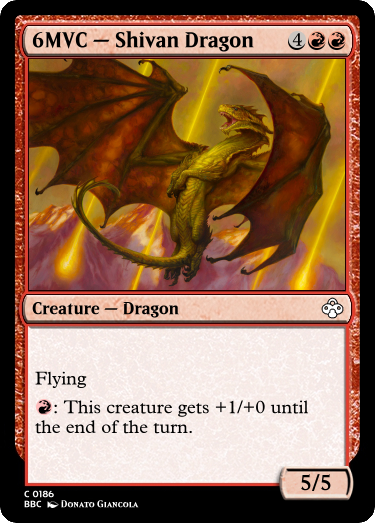 6MVC — Shivan Dragon 4
Creature — Dragon
Flying
: This creature gets +1/+0 until
the end of the turn.
5/5
C 0186
BBC Donato Giancola